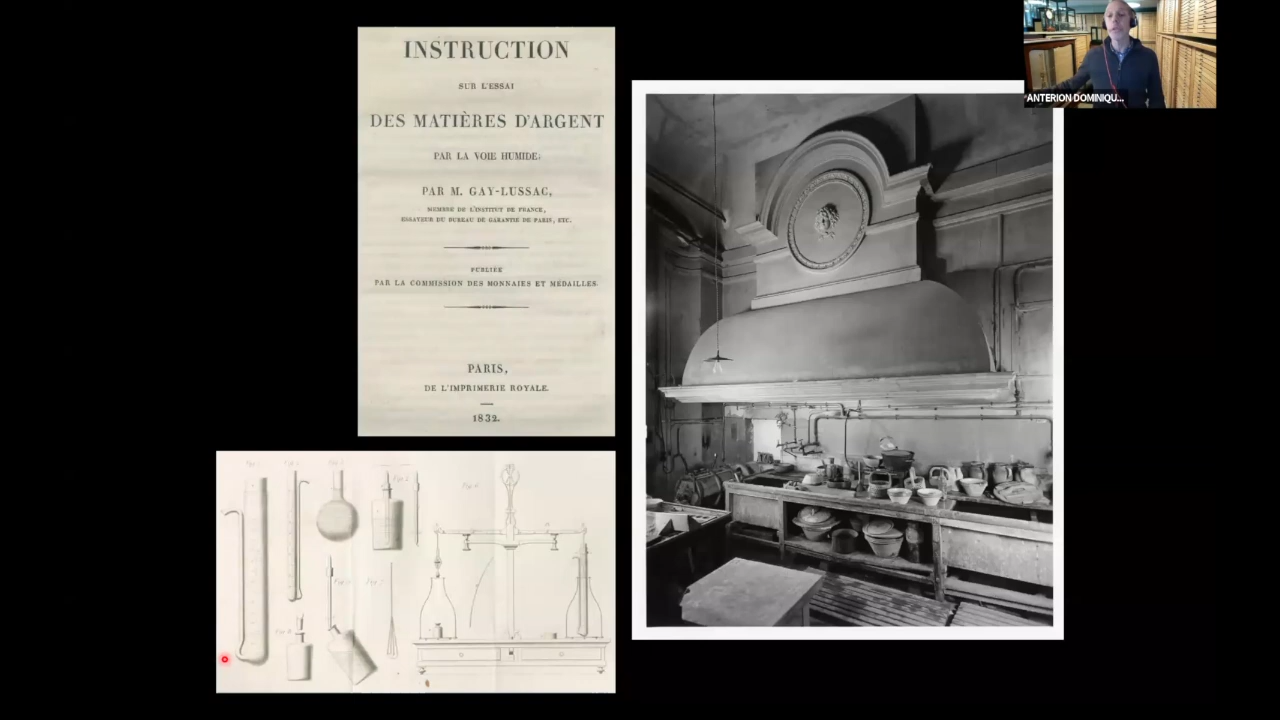 INSTRUCTION
SUR L'ESSAI
DES MATIÈRES D'ARGENT
PAR LA VOIE HUMIDE;
PAR M. GAY-LUSSAC,
MEMBRE DE L'INSTITUT DE FRANCE,
ESSAYEUR DU BUREAU DE GARANTIE DE PARIS, ETC.
PUBLIÉE
PAR LA COMMISSION DES MONNAIES ET MÉDAILLES.
PARIS,
DE L'IMPRIMERIE ROYALE.
1832.
ANTERION DOMINIQU...